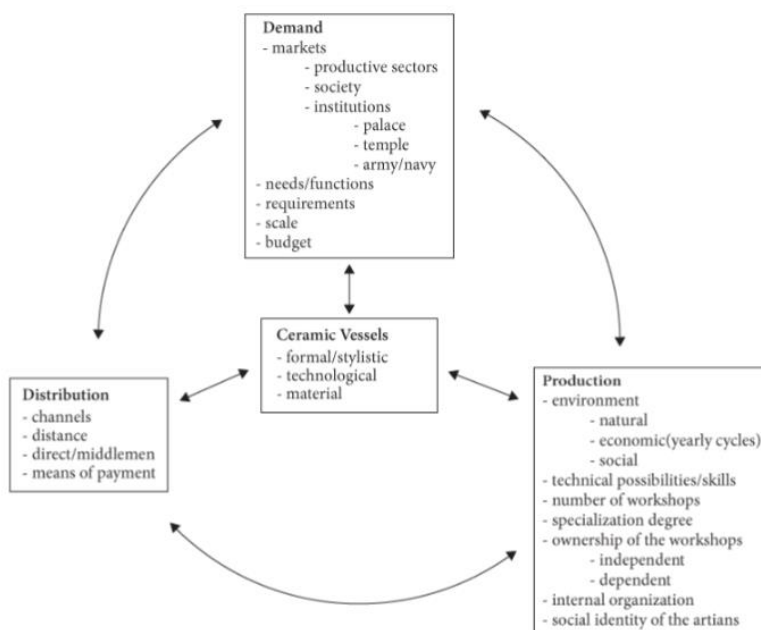 Demand
- markets
- productive sectors
- society
- institutions
- palace
- temple
- army/navy
- needs/functions
- requirements
- scale
- budget
Ceramic Vessels
- formal/stylistic
- technological
- material
Distribution
- channels
- distance
- direct/middlemen
- means of payment
Production
- environment
- natural
- economic(yearly cycles)
- social
- technical possibilities/skills
- number of workshops
- specialization degree
- ownership of the workshops
- independent
- dependent
- internal organization
- social identity of the artians